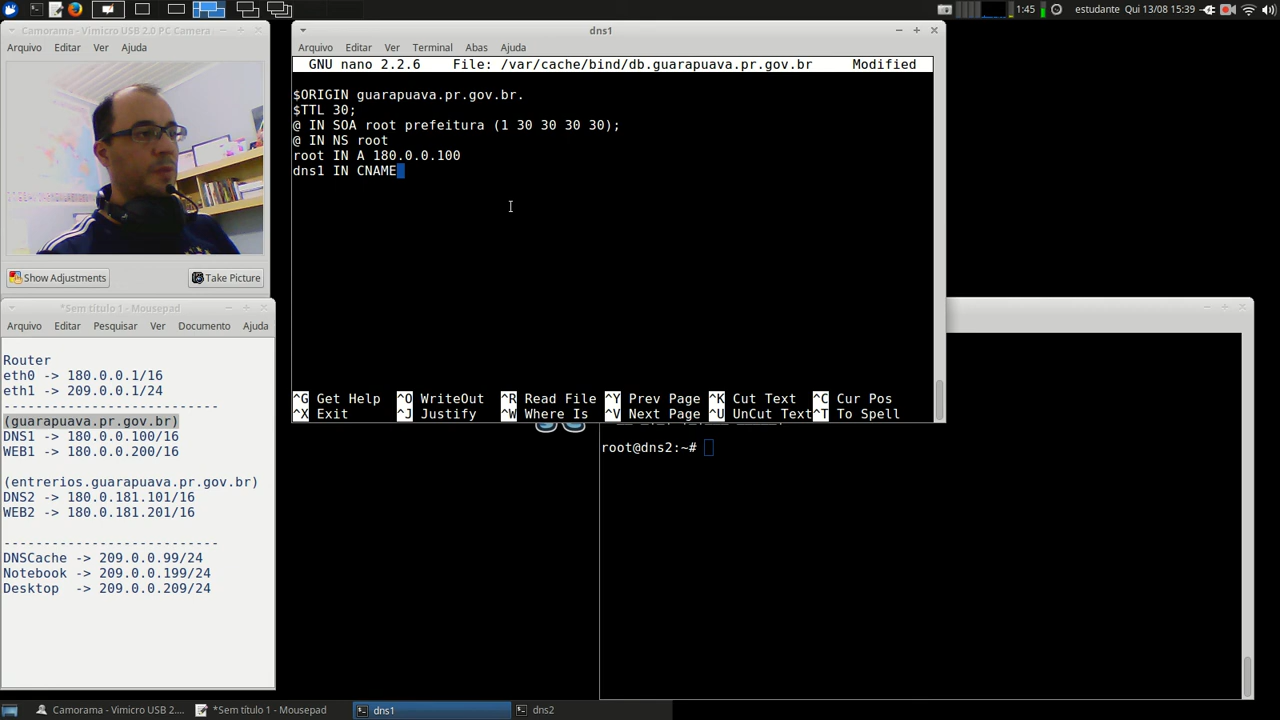 1:45
estudante
Qui 13/08 15:39
Camorama - Vimicro USB 2.0 PC Camera
Arquivo Editar Ver Ajuda
Show Adjustments
Take Picture
*Sem título 1 - Mousepad
Arquivo Editar Pesquisar Ver Documento Ajuda
Router
eth0 -> 180.0.0.1/16
eth1 -> 209.0.0.1/24
---------------------------
(guarapuava.pr.gov.br)
DNS1 -> 180.0.0.100/16
WEB1 -> 180.0.0.200/16
(entrerios.guarapuava.pr.gov.br)
DNS2 -> 180.0.181.101/16
WEB2 -> 180.0.181.201/16
---------------------------
DNSCache -> 209.0.0.99/24
Notebook -> 209.0.0.199/24
Desktop  -> 209.0.0.209/24
dns1
Arquivo Editar Ver Terminal Abas Ajuda
GNU nano 2.2.6 File: /var/cache/bind/db.guarapuava.pr.gov.br Modified
$ORIGIN guarapuava.pr.gov.br.
$TTL 30;
@ IN SOA root prefeitura (1 30 30 30 30);
@ IN NS root
root IN A 180.0.0.100
dns1 IN CNAME
^G Get Help ^O WriteOut ^R Read File ^Y Prev Page ^K Cut Text ^C Cur Pos
^X Exit ^J Justify ^W Where Is ^V Next Page ^U UnCut Text ^T To Spell
root@dns2:~#
Camorama - Vimicro USB 2....
*Sem título 1 - Mousepad
dns1
dns2